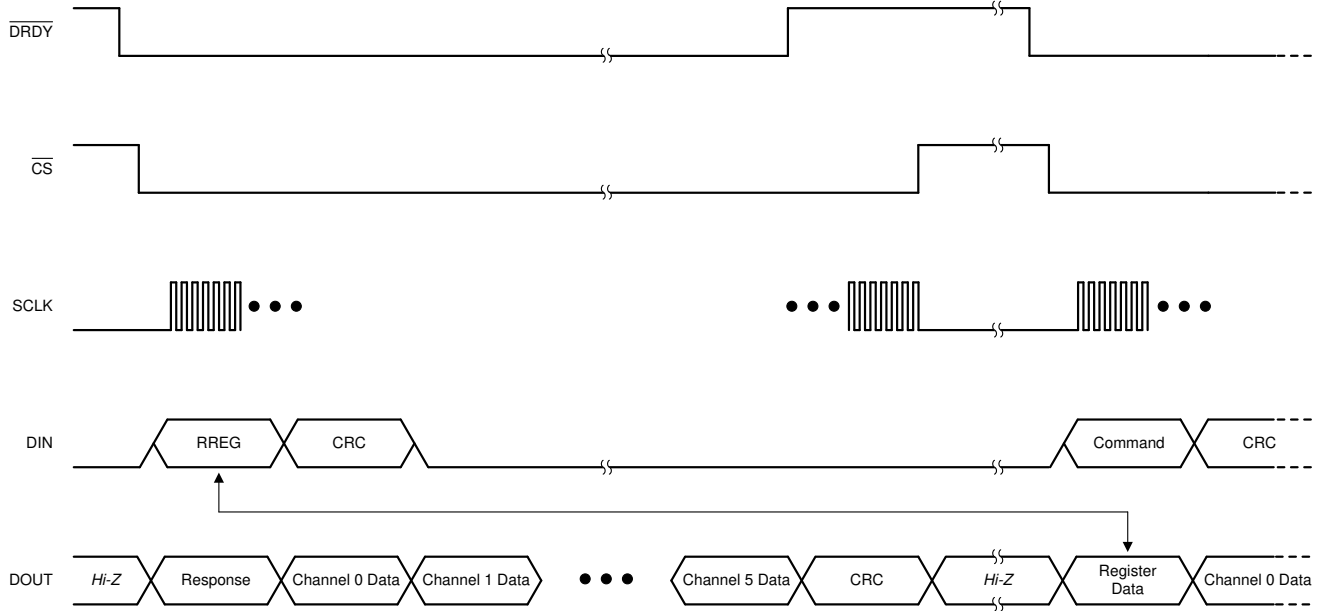 DRDY
CS
SCLK
DIN
RREG
CRC
Command
CRC
DOUT
Hi-Z
Response
Channel 0 Data
Channel 1 Data
Channel 5 Data
CRC
Hi-Z
Register
Data
Channel 0 Data